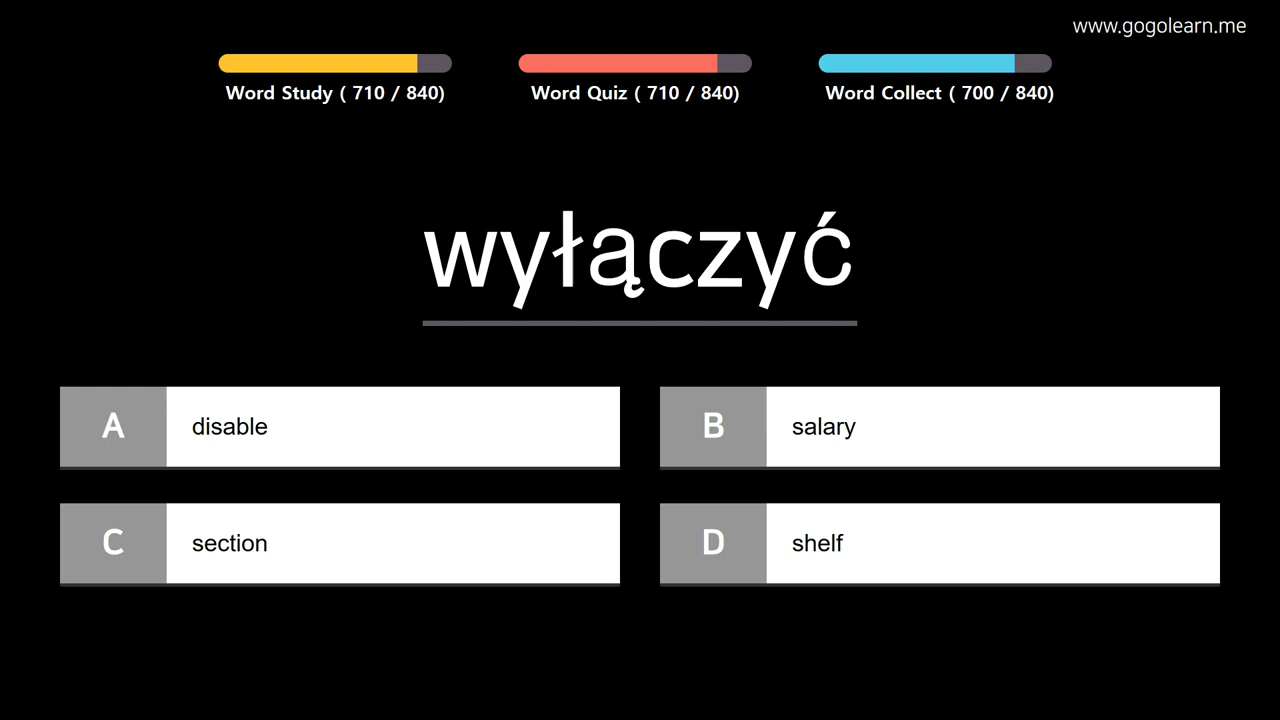 www.gogolearn.me
Word Study ( 710 / 840)
Word Quiz ( 710 / 840)
Word Collect ( 700 / 840)
wyłączyć
A disable
B salary
C section
D shelf